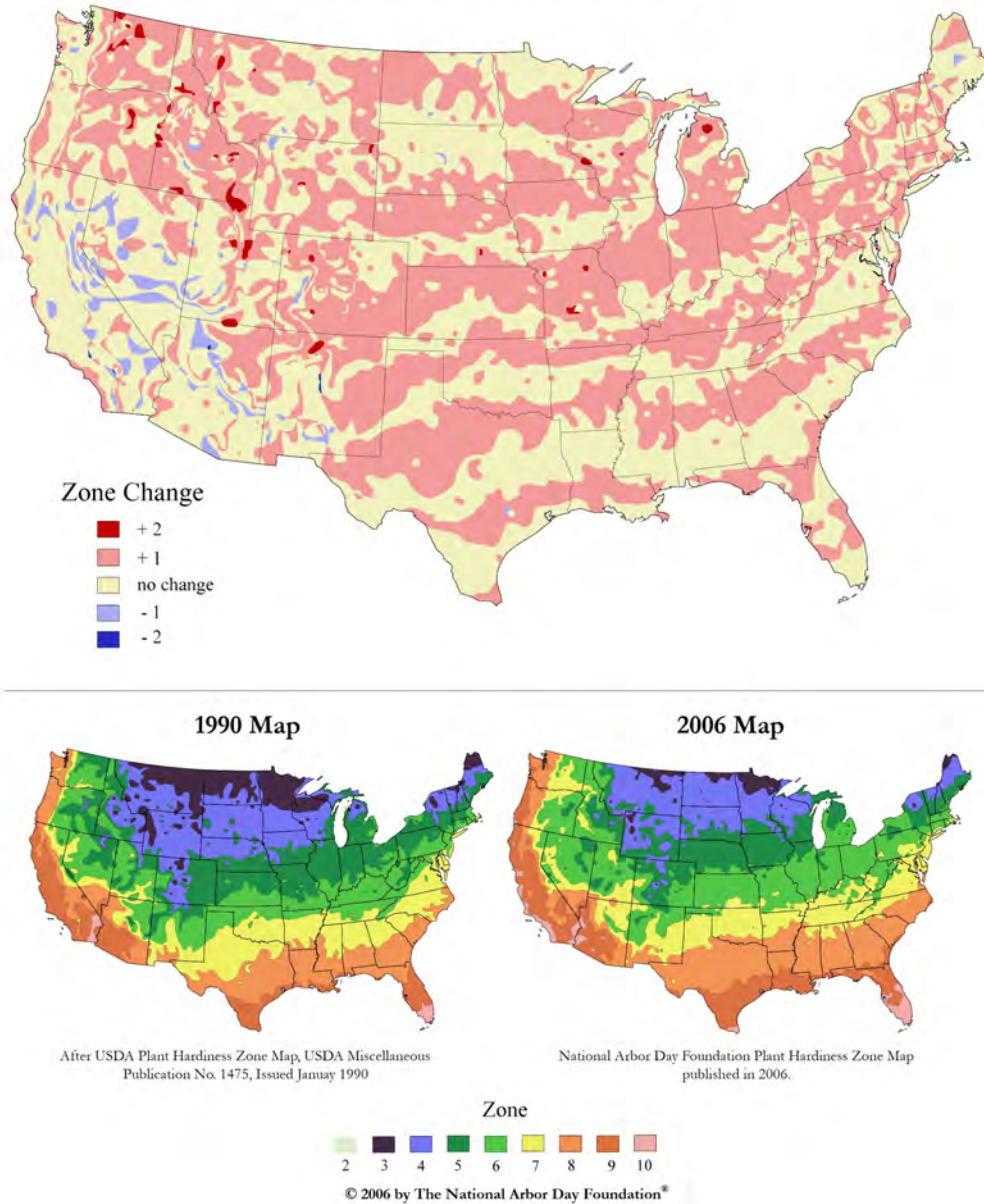 Zone Change
+ 2
+ 1
no change
- 1
- 2
1990 Map
2006 Map
After USDA Plant Hardiness Zone Map, USDA Miscellaneous
Publication No. 1475, Issued Januay 1990
National Arbor Day Foundation Plant Hardiness Zone Map
published in 2006.
Zone
2 3 4 5 6 7 8 9 10
© 2006 by The National Arbor Day Foundation®